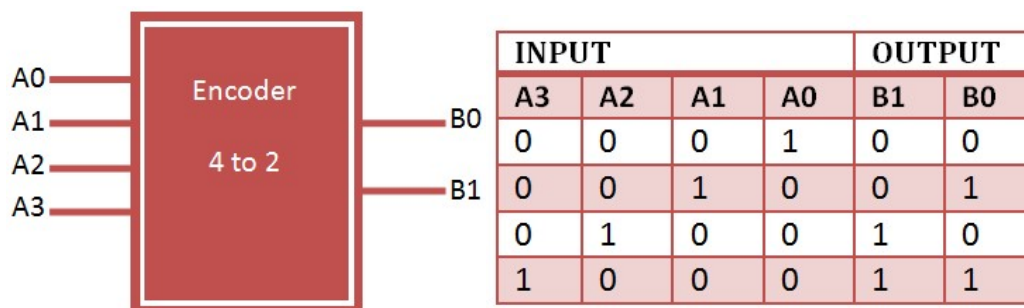 A0
A1
A2
A3
Encoder
4 to 2
B0
B1
INPUT OUTPUT
A3 A2 A1 A0 B1 B0
0 0 0 1 0 0
0 0 1 0 0 1
0 1 0 0 1 0
1 0 0 0 1 1